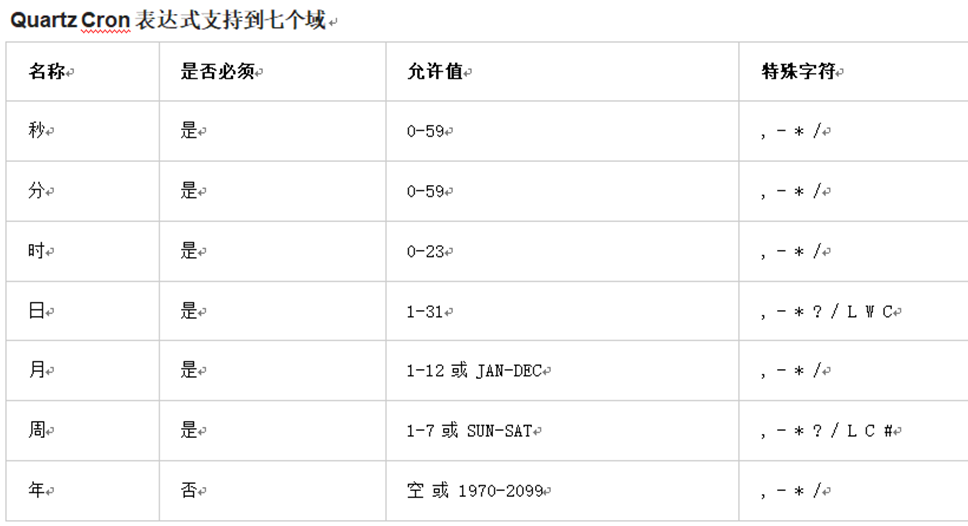 Quartz Cron 表达式支持到七个域
名称 是否必须 允许值 特殊字符
秒 是 0-59 , - * /
分 是 0-59 , - * /
时 是 0-23 , - * /
日 是 1-31 , - * ? / L W C
月 是 1-12 或 JAN-DEC , - * /
周 是 1-7 或 SUN-SAT , - * ? / L C #
年 否 空 或 1970-2099 , - * /